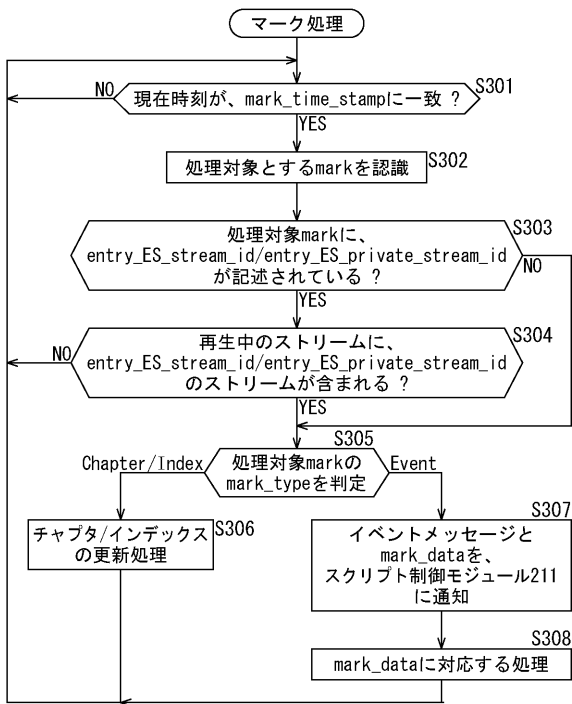 マーク処理
S301
NO
現在時刻が、mark_time_stampに一致 ?
YES
S302
処理対象とするmarkを認識
S303
処理対象markに、
entry_ES_stream_id/entry_ES_private_stream_id
が記述されている ?
NO
YES
S304
再生中のストリームに、
NO
entry_ES_stream_id/entry_ES_private_stream_id
のストリームが含まれる ?
YES
S305
Chapter/Index
処理対象markの
mark_typeを判定
Event
S306
チャプタ/インデックス
の更新処理
S307
イベントメッセージと
mark_dataを、
スクリプト制御モジュール211
に通知
S308
mark_dataに対応する処理